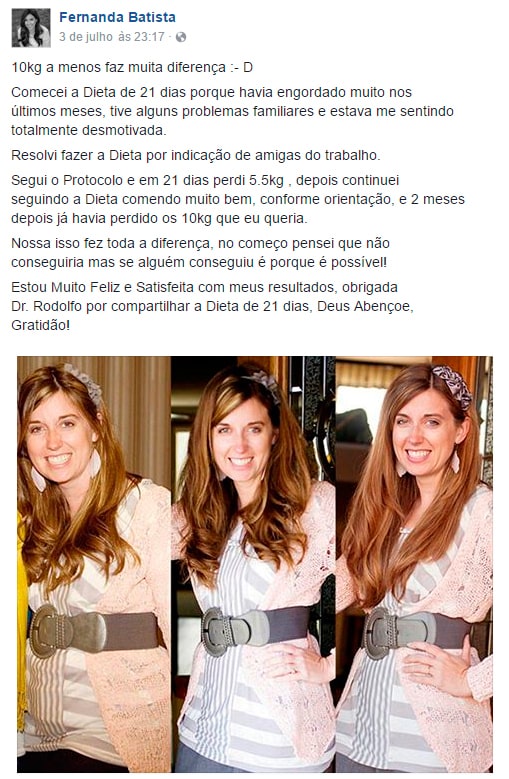 Fernanda Batista
3 de julho às 23:17 ·
10kg a menos faz muita diferença :- D
Comecei a Dieta de 21 dias porque havia engordado muito nos
últimos meses, tive alguns problemas familiares e estava me sentindo
totalmente desmotivada.
Resolvi fazer a Dieta por indicação de amigas do trabalho.
Segui o Protocolo e em 21 dias perdi 5.5kg , depois continuei
seguindo a Dieta comendo muito bem, conforme orientação, e 2 meses
depois já havia perdido os 10kg que eu queria.
Nossa isso fez toda a diferença, no começo pensei que não
conseguiria mas se alguém conseguiu é porque é possível!
Estou Muito Feliz e Satisfeita com meus resultados, obrigada
Dr. Rodolfo por compartilhar a Dieta de 21 dias, Deus Abençoe,
Gratidão!